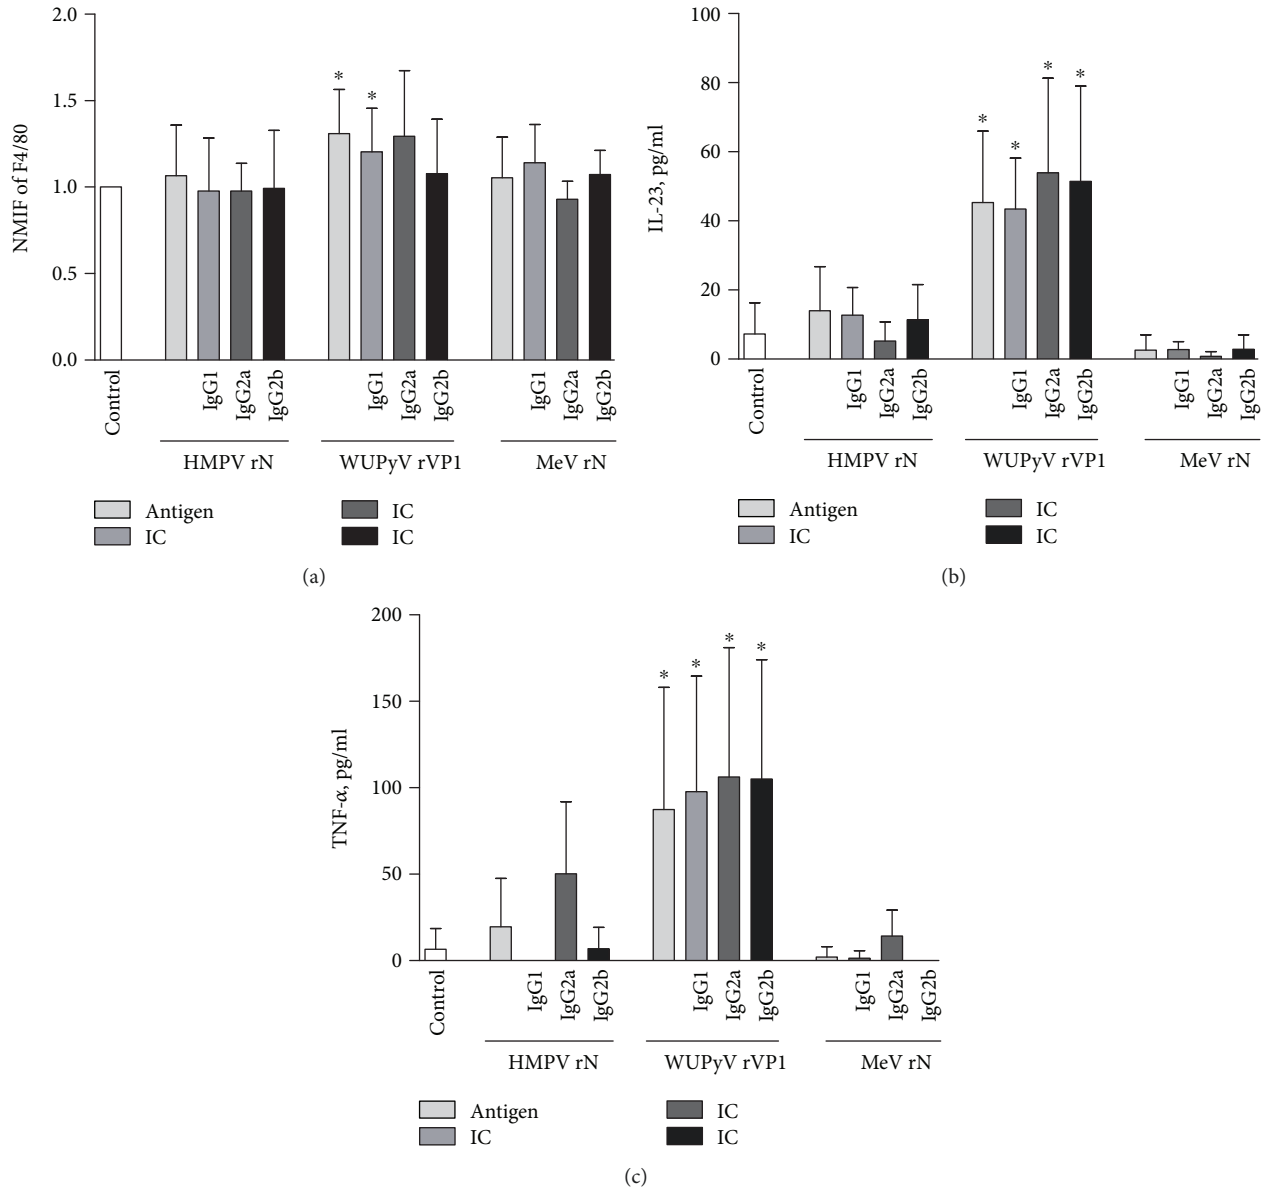 2.0
1.5
1.0
0.5
0.0
NMIF of F4/80
* *
Control
IgG1 IgG2a IgG2b
IgG1 IgG2a IgG2b
IgG1 IgG2a IgG2b
HMPV rN WUPyV rVP1 MeV rN
Antigen IC
IC IC
(a)
100
80
60
40
20
0
IL-23, pg/ml
* * * *
Control
IgG1 IgG2a IgG2b
IgG1 IgG2a IgG2b
IgG1 IgG2a IgG2b
HMPV rN WUPyV rVP1 MeV rN
Antigen IC
IC IC
(b)
200
150
100
50
0
TNF-α, pg/ml
* * * *
Control
IgG1 IgG2a IgG2b
IgG1 IgG2a IgG2b
IgG1 IgG2a IgG2b
HMPV rN WUPyV rVP1 MeV rN
Antigen IC
IC IC
(c)